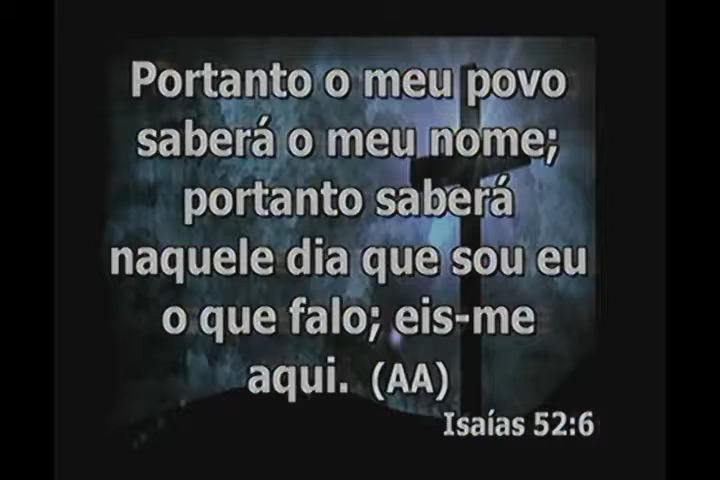 Portanto o meu povo
saberá o meu nome;
portanto saberá
naquele dia que sou eu
o que falo; eis-me
aqui. (AA)
Isaías 52:6